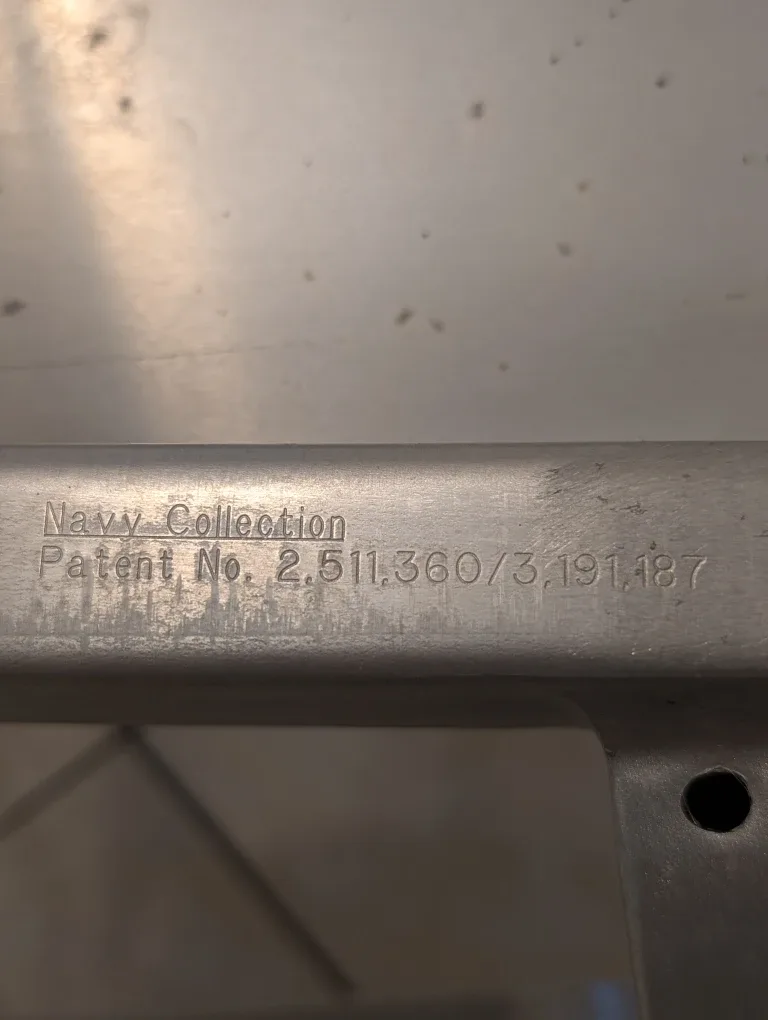 Navy Collection
Patent No. 2,511,360/3,191,187